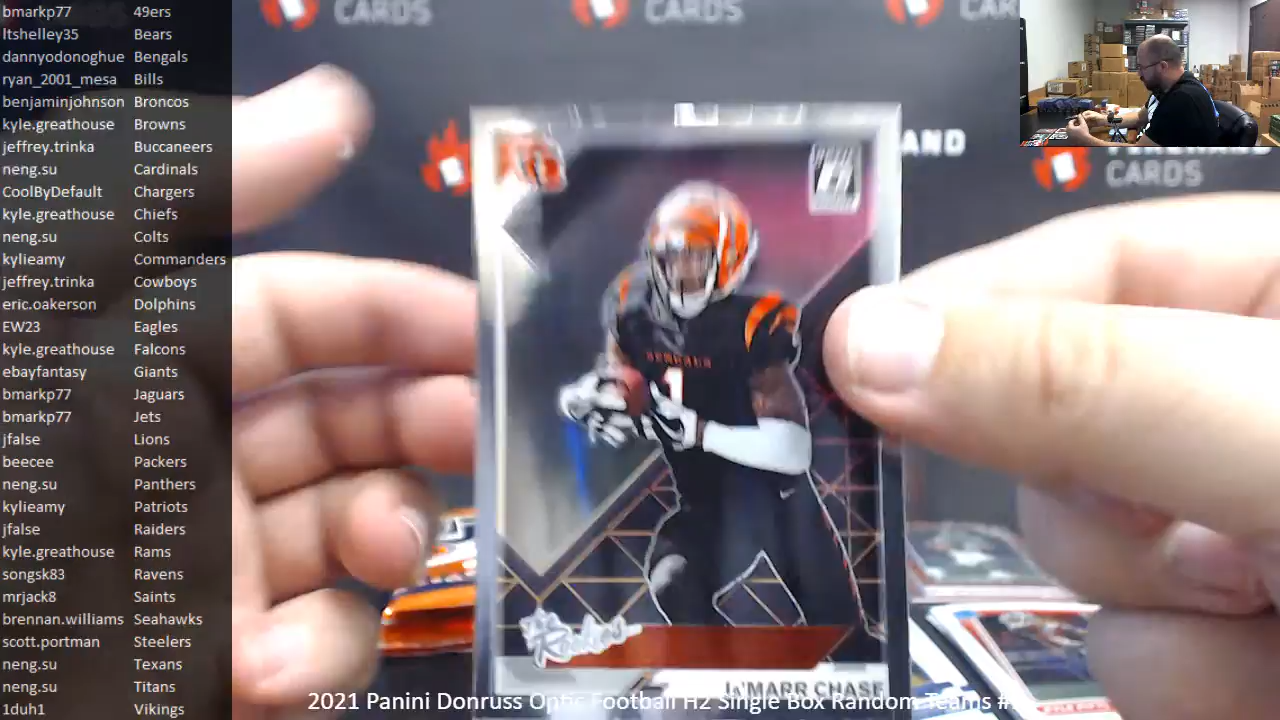 bmarkp77 49ers
ltshelley35 Bears
dannyodonoghue Bengals
ryan_2001_mesa Bills
benjaminjohnson Broncos
kyle.greathouse Browns
jeffrey.trinka Buccaneers
neng.su Cardinals
CoolByDefault Chargers
kyle.greathouse Chiefs
neng.su Colts
kylieamy Commanders
jeffrey.trinka Cowboys
eric.oakerson Dolphins
EW23 Eagles
kyle.greathouse Falcons
ebayfantasy Giants
bmarkp77 Jaguars
bmarkp77 Jets
jfalse Lions
beecee Packers
neng.su Panthers
kylieamy Patriots
jfalse Raiders
kyle.greathouse Rams
songsk83 Ravens
mrjack8 Saints
brennan.williams Seahawks
scott.portman Steelers
neng.su Texans
neng.su Titans
1duh1 Vikings
CARDS
CARDS
CAR
AND
CARDS
BENGALS
1
The Rookies
JA'MARR CHASE
2021 Panini Donruss Optic Football H2 Single Box Random Teams #